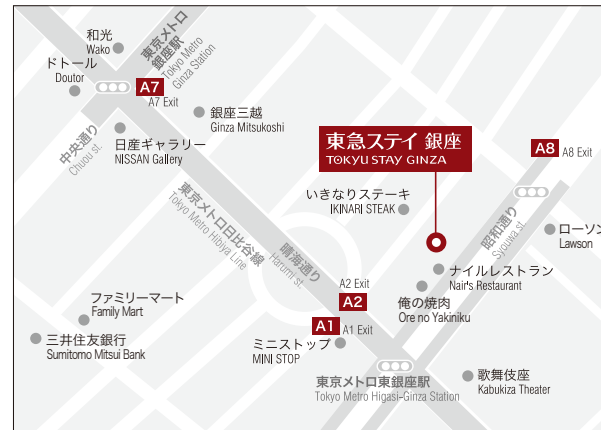 和光
Wako
東京メトロ
銀座駅
Tokyo Metro
Ginza Station
ドトール
Doutor
A7
A7 Exit
銀座三越
Ginza Mitsukoshi
中央通り
Chuou st.
日産ギャラリー
NISSAN Gallery
東急ステイ 銀座
TOKYU STAY GINZA
A8
A8 Exit
いきなりステーキ
IKINARI STEAK
昭和通り
Syouwa st.
ローソン
Lawson
東京メトロ日比谷線
Tokyo Metro Hibiya Line
晴海通り
Harumi st.
ナイルレストラン
Nair's Restaurant
俺の焼肉
Ore no Yakiniku
A2 Exit
A2
ファミリーマート
Family Mart
A1
A1 Exit
三井住友銀行
Sumitomo Mitsui Bank
ミニストップ
MINI STOP
東京メトロ東銀座駅
Tokyo Metro Higasi-Ginza Station
歌舞伎座
Kabukiza Theater